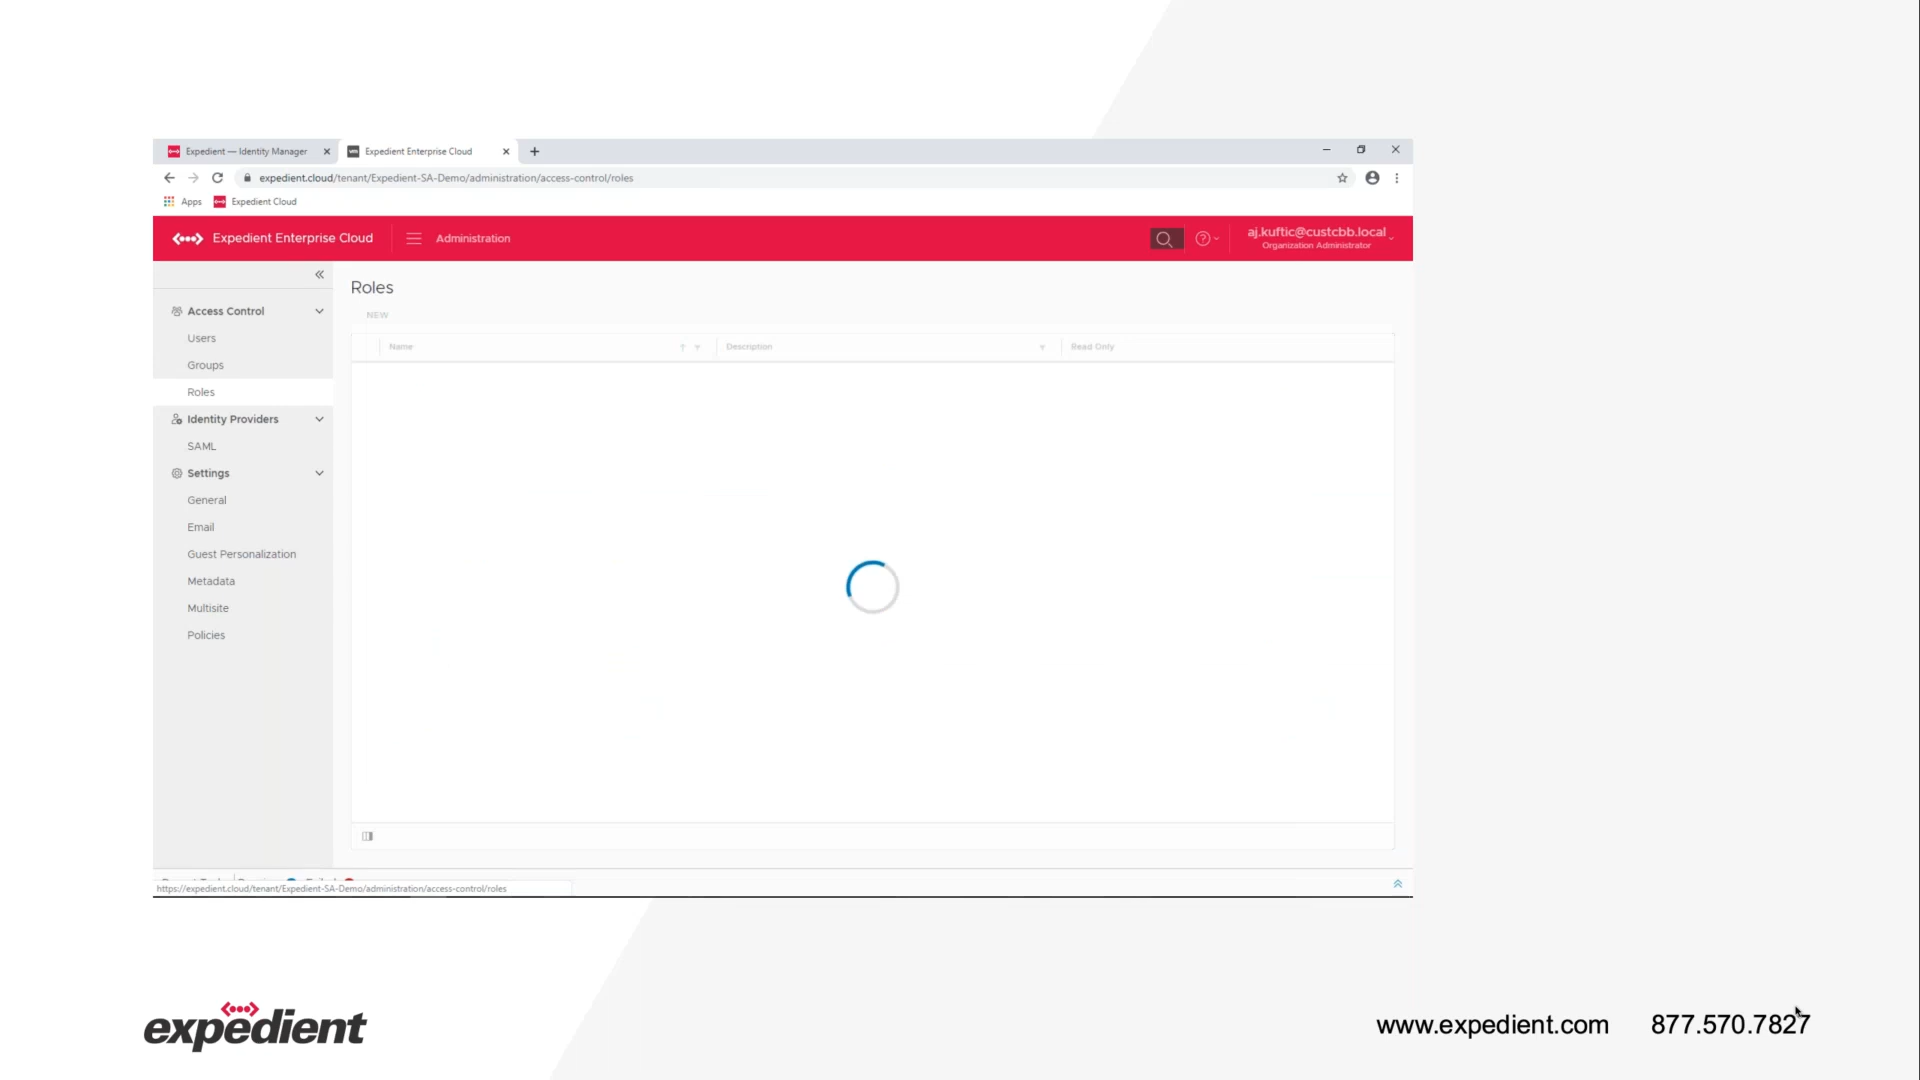 Expedient — Identity Manager
Expedient Enterprise Cloud
expedient.cloud/tenant/Expedient-SA-Demo/administration/access-control/roles
Apps
Expedient Cloud
Expedient Enterprise Cloud
Administration
aj.kuftic@custcbb.local
Organization Administrator
Roles
NEW
Name
Description
Read Only
Access Control
Users
Groups
Roles
Identity Providers
SAML
Settings
General
Email
Guest Personalization
Metadata
Multisite
Policies
https://expedient.cloud/tenant/Expedient-SA-Demo/administration/access-control/roles
expedient
www.expedient.com
877.570.7827